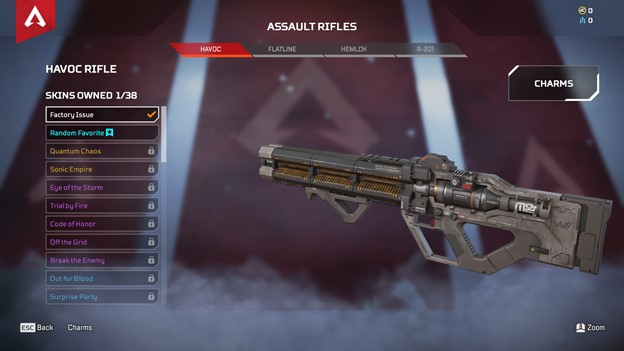 ASSAULT RIFLES
0
0
HAVOC
FLATLINE
HEMLOK
R-301
HAVOC RIFLE
SKINS OWNED 1/38
CHARMS
Factory Issue
Random Favorite
Quantum Chaos
Sonic Empire
Eye of the Storm
Trial by Fire
Code of Honor
Off the Grid
Break the Enemy
Out for Blood
Surprise Party
ESC Back
Charms
Zoom